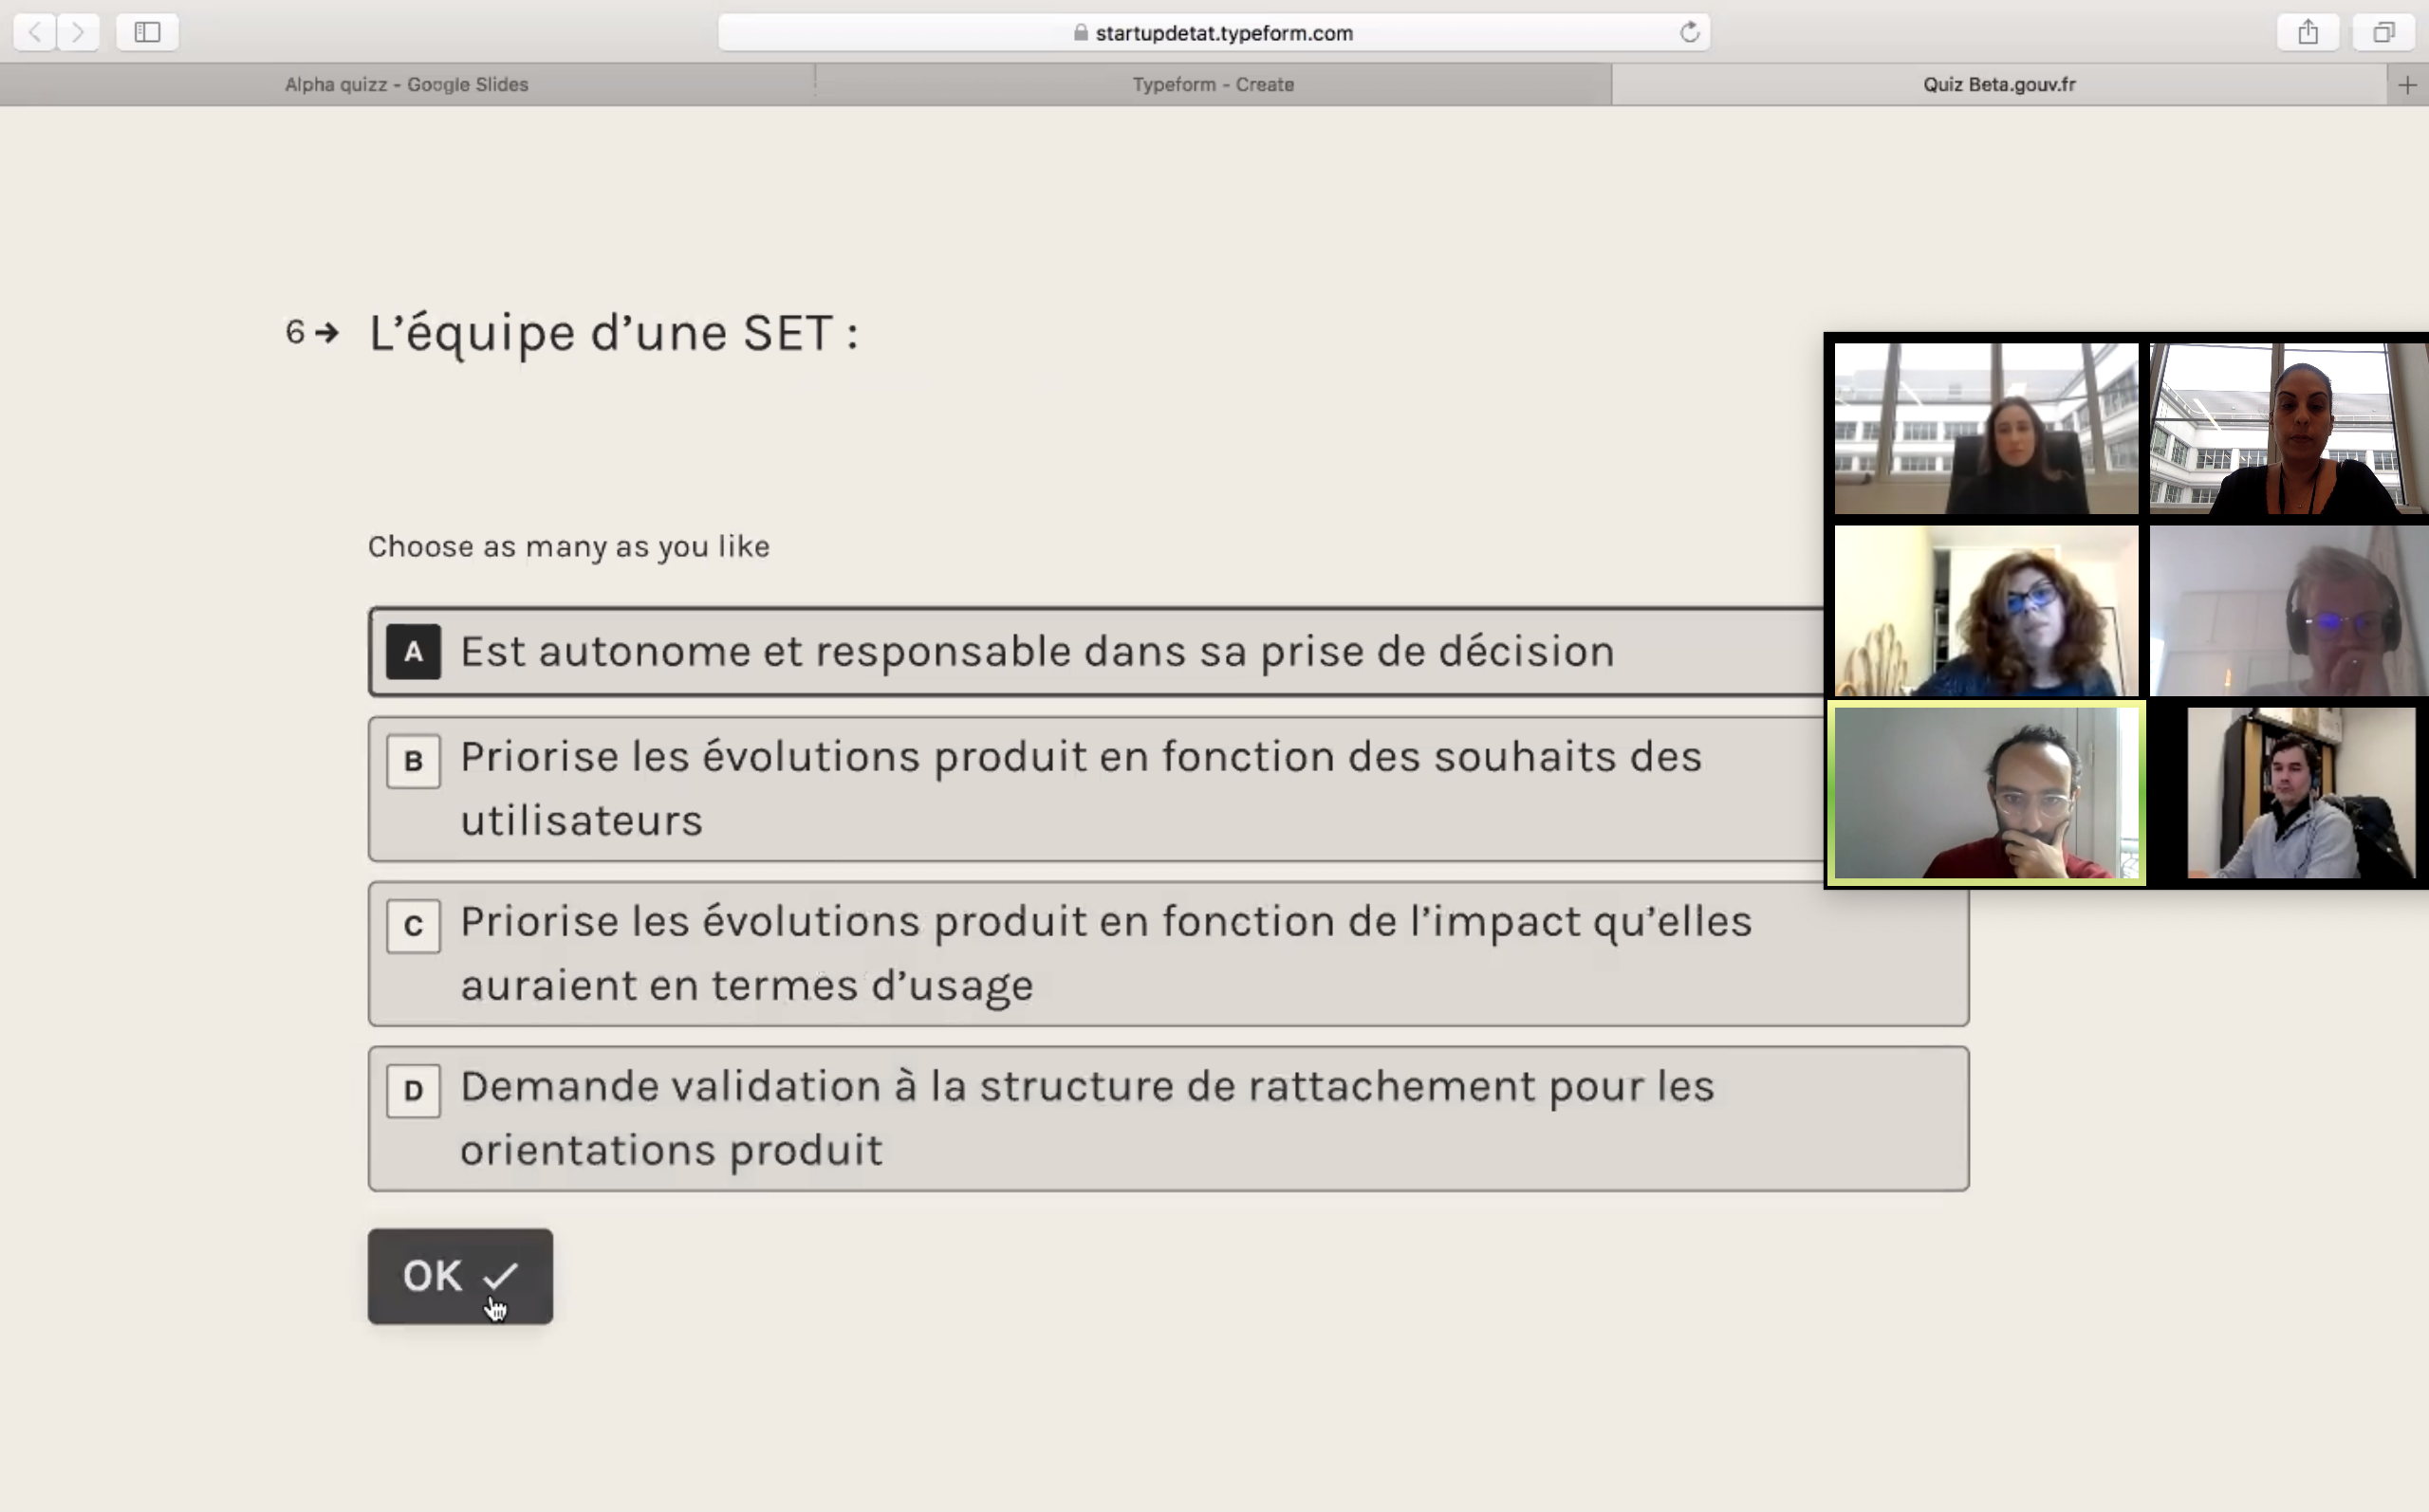 startupdetat.typeform.com
Alpha quizz - Google Slides
Typeform - Create
Quiz Beta.gouv.fr
6 → L’équipe d’une SET :
Choose as many as you like
A Est autonome et responsable dans sa prise de décision
B Priorise les évolutions produit en fonction des souhaits des
utilisateurs
C Priorise les évolutions produit en fonction de l’impact qu’elles
auraient en termes d’usage
D Demande validation à la structure de rattachement pour les
orientations produit
OK ✓